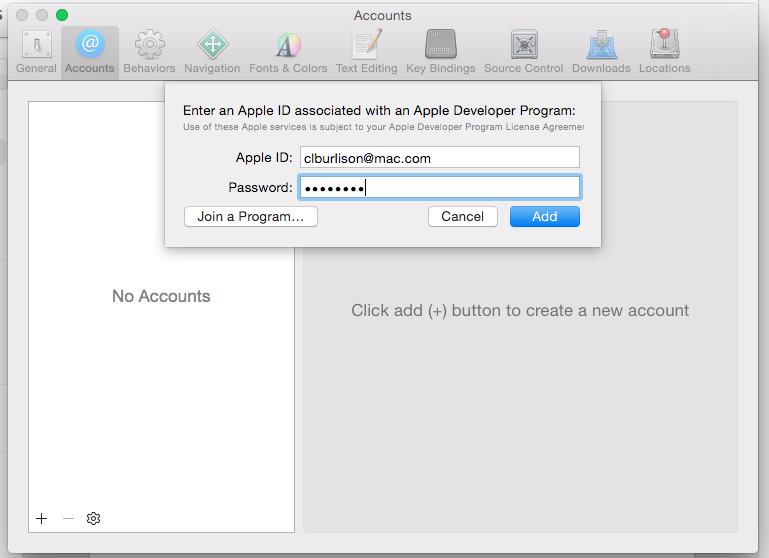 Accounts
General Accounts Behaviors Navigation Fonts & Colors Text Editing Key Bindings Source Control Downloads Locations
Enter an Apple ID associated with an Apple Developer Program:
Use of these Apple services is subject to your Apple Developer Program License
Apple ID: clburlison@mac.com
Password: ••••••••
Join a Program... Cancel Add
No Accounts
Click add (+) button to create a new account